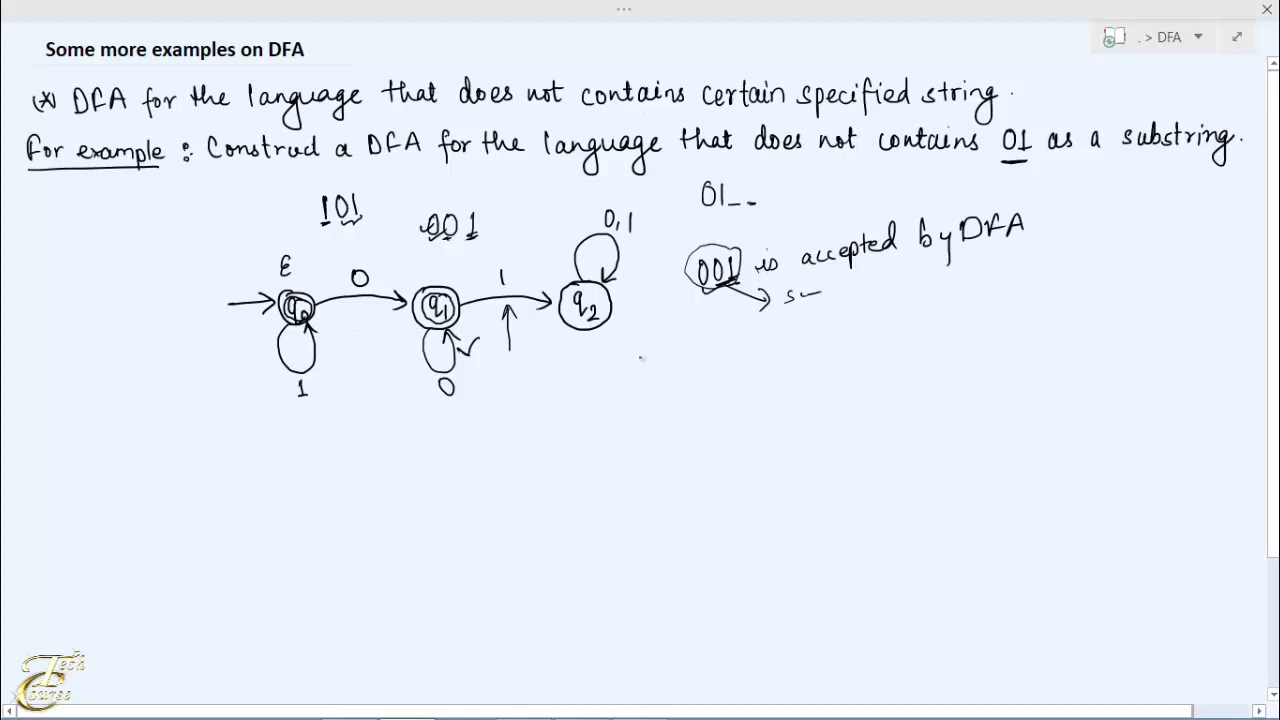 . > DFA
Some more examples on DFA
(*) DFA for the language that does not contains certain specified string.
For example : Construct a DFA for the language that does not contains 01 as a substring.
101
001
01_ _
0,1
001 is accepted by DFA
ε
0
1
q0
q1
q2
1
0
Tech
Course